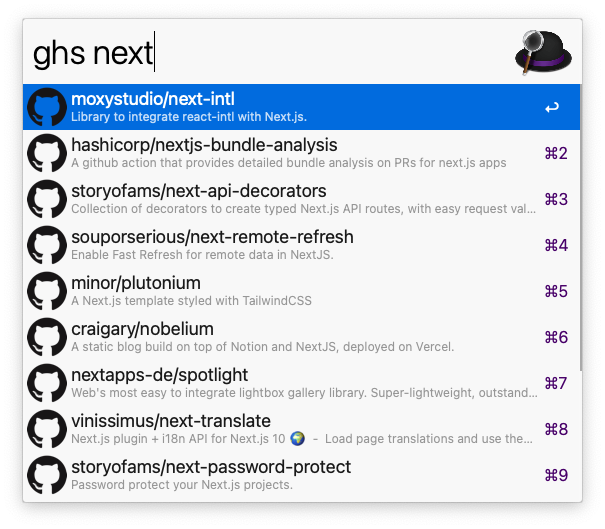 ghs next
moxystudio/next-intl
Library to integrate react-intl with Next.js.
↩
hashicorp/nextjs-bundle-analysis
A github action that provides detailed bundle analysis on PRs for next.js apps
⌘2
storyofams/next-api-decorators
Collection of decorators to create typed Next.js API routes, with easy request val...
⌘3
souporserious/next-remote-refresh
Enable Fast Refresh for remote data in NextJS.
⌘4
minor/plutonium
A Next.js template styled with TailwindCSS
⌘5
craigary/nobelium
A static blog build on top of Notion and NextJS, deployed on Vercel.
⌘6
nextapps-de/spotlight
Web's most easy to integrate lightbox gallery library. Super-lightweight, outstand...
⌘7
vinissimus/next-translate
Next.js plugin + i18n API for Next.js 10 🌍 - Load page translations and use the...
⌘8
storyofams/next-password-protect
Password protect your Next.js projects.
⌘9